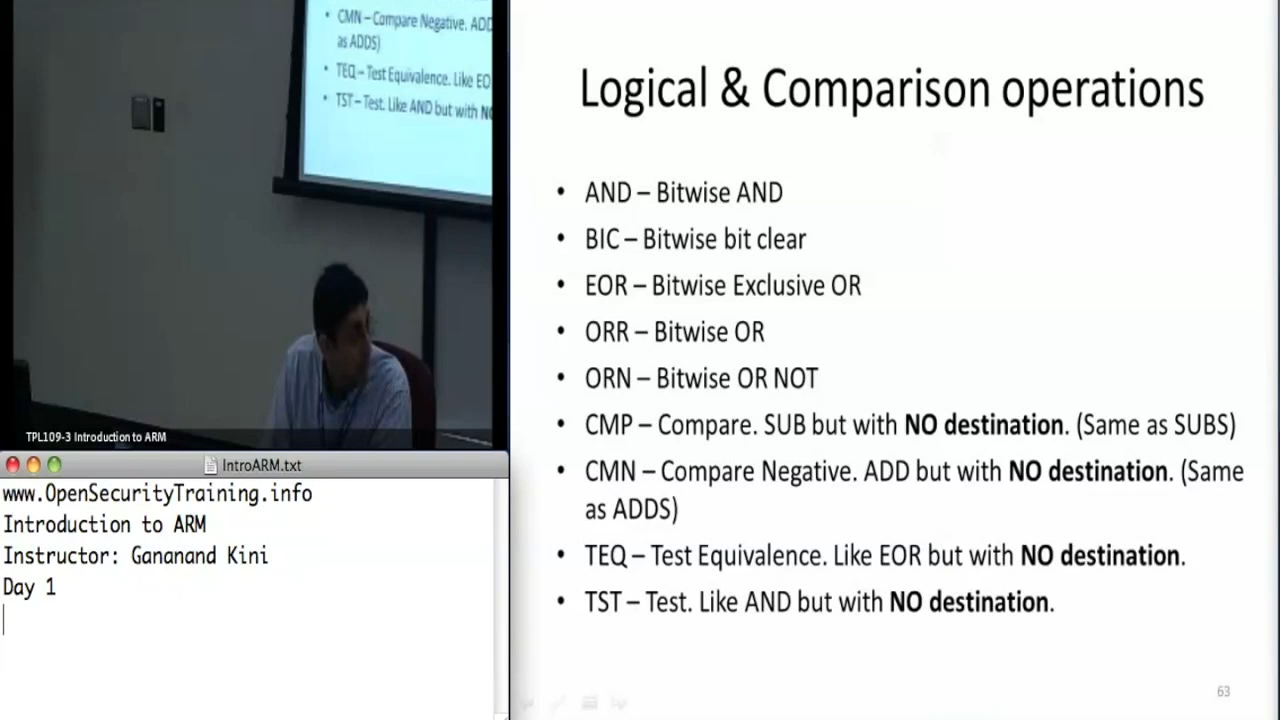 CMN – Compare Negative. ADD
as ADDS)
TEQ – Test Equivalence. Like EO
TST – Test. Like AND but with NO
TPL109-3 Introduction to ARM
IntroARM.txt
www.OpenSecurityTraining.info
Introduction to ARM
Instructor: Gananand Kini
Day 1
Logical & Comparison operations
• AND – Bitwise AND
• BIC – Bitwise bit clear
• EOR – Bitwise Exclusive OR
• ORR – Bitwise OR
• ORN – Bitwise OR NOT
• CMP – Compare. SUB but with NO destination. (Same as SUBS)
• CMN – Compare Negative. ADD but with NO destination. (Same
as ADDS)
• TEQ – Test Equivalence. Like EOR but with NO destination.
• TST – Test. Like AND but with NO destination.
63